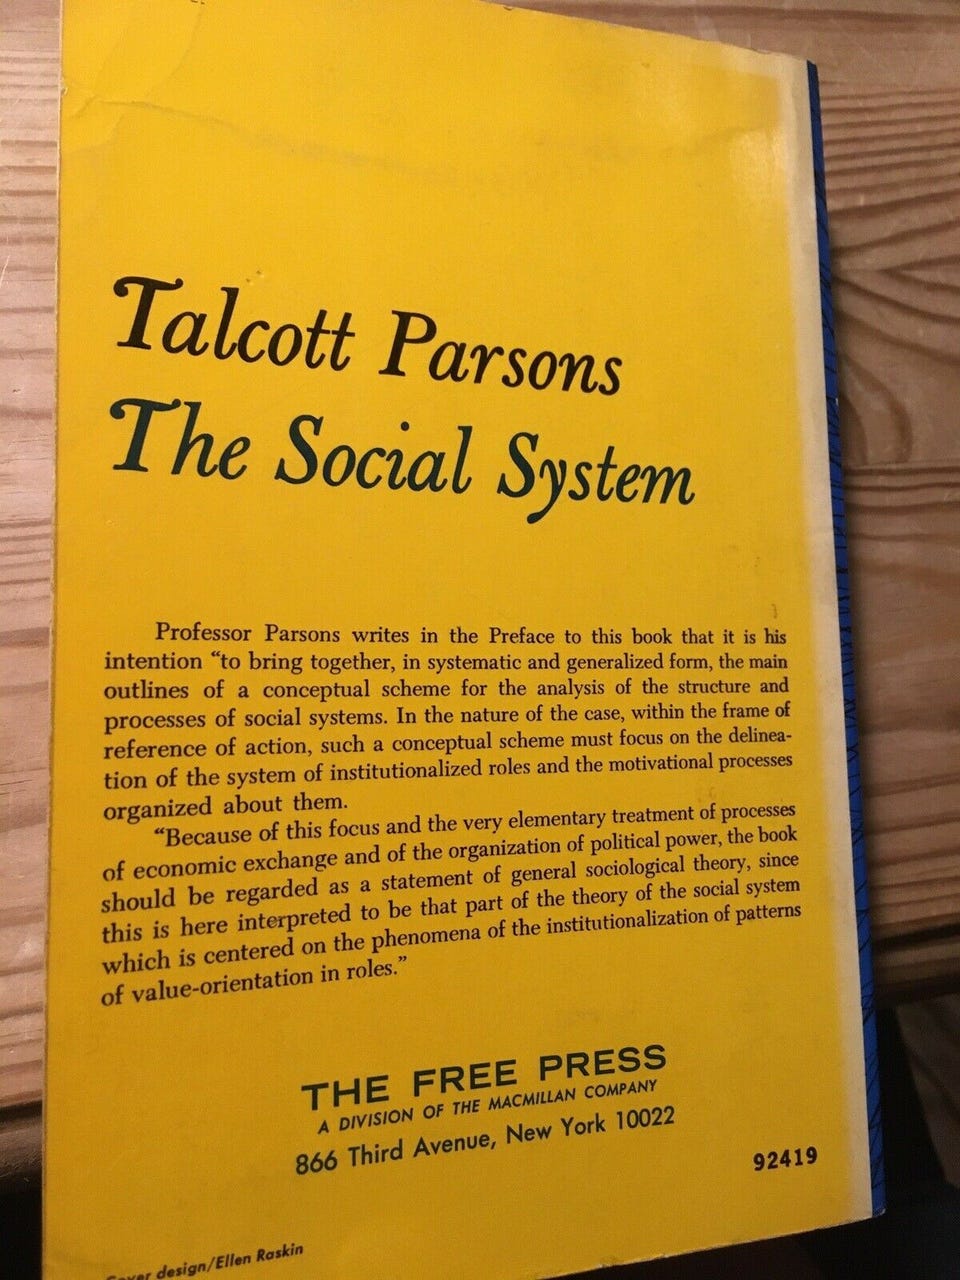 Talcott Parsons
The Social System
Professor Parsons writes in the Preface to this book that it is his
intention “to bring together, in systematic and generalized form, the main
outlines of a conceptual scheme for the analysis of the structure and
processes of social systems. In the nature of the case, within the frame of
reference of action, such a conceptual scheme must focus on the delinea-
tion of the system of institutionalized roles and the motivational processes
organized about them.
“Because of this focus and the very elementary treatment of processes
of economic exchange and of the organization of political power, the book
should be regarded as a statement of general sociological theory, since
this is here interpreted to be that part of the theory of the social system
which is centered on the phenomena of the institutionalization of patterns
of value-orientation in roles.”
THE FREE PRESS
A DIVISION OF THE MACMILLAN COMPANY
866 Third Avenue, New York 10022
92419
Cover design/Ellen Raskin